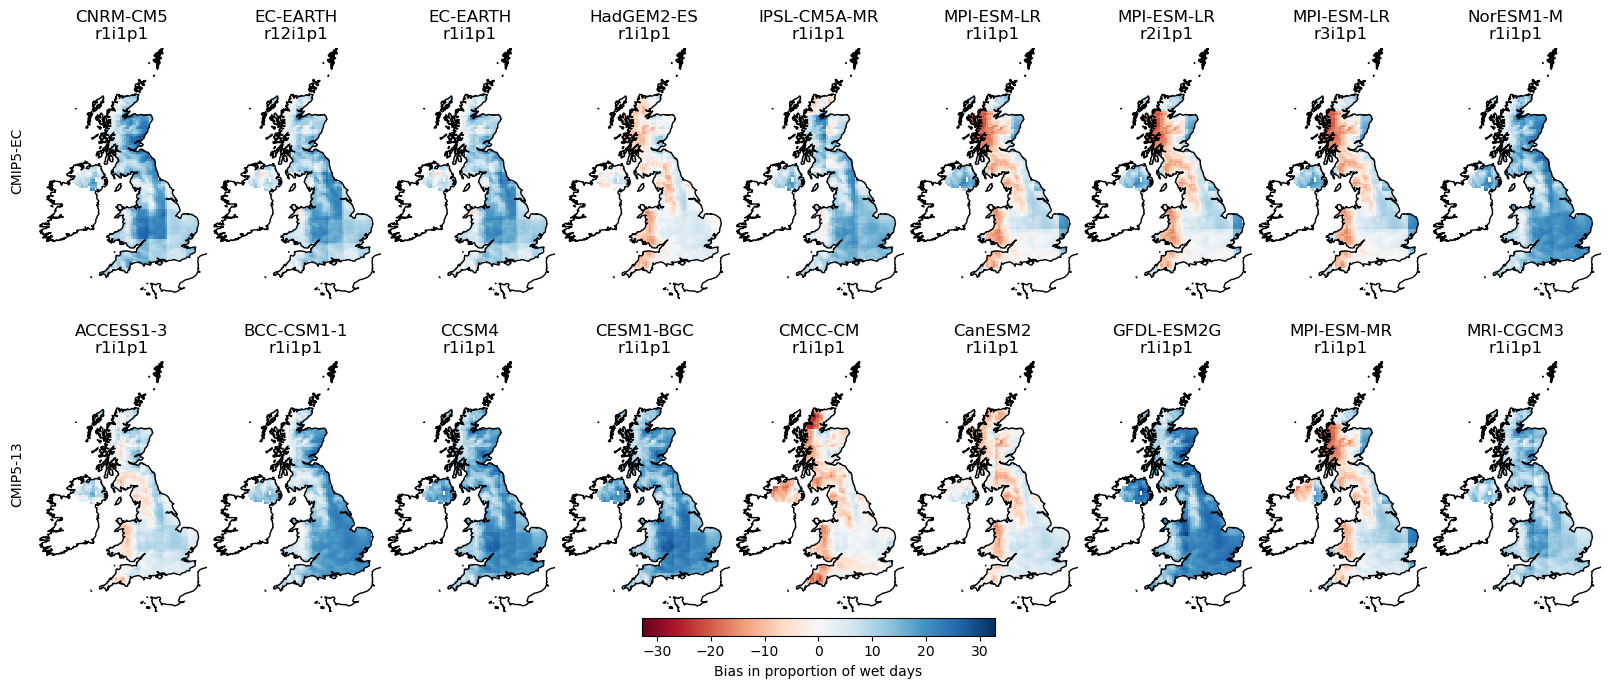 CNRM-CM5
r1i1p1
EC-EARTH
r12i1p1
EC-EARTH
r1i1p1
HadGEM2-ES
r1i1p1
IPSL-CM5A-MR
r1i1p1
MPI-ESM-LR
r1i1p1
MPI-ESM-LR
r2i1p1
MPI-ESM-LR
r3i1p1
NorESM1-M
r1i1p1
CMIP5-EC
ACCESS1-3
r1i1p1
BCC-CSM1-1
r1i1p1
CCSM4
r1i1p1
CESM1-BGC
r1i1p1
CMCC-CM
r1i1p1
CanESM2
r1i1p1
GFDL-ESM2G
r1i1p1
MPI-ESM-MR
r1i1p1
MRI-CGCM3
r1i1p1
CMIP5-13
−30 −20 −10 0 10 20 30
Bias in proportion of wet days